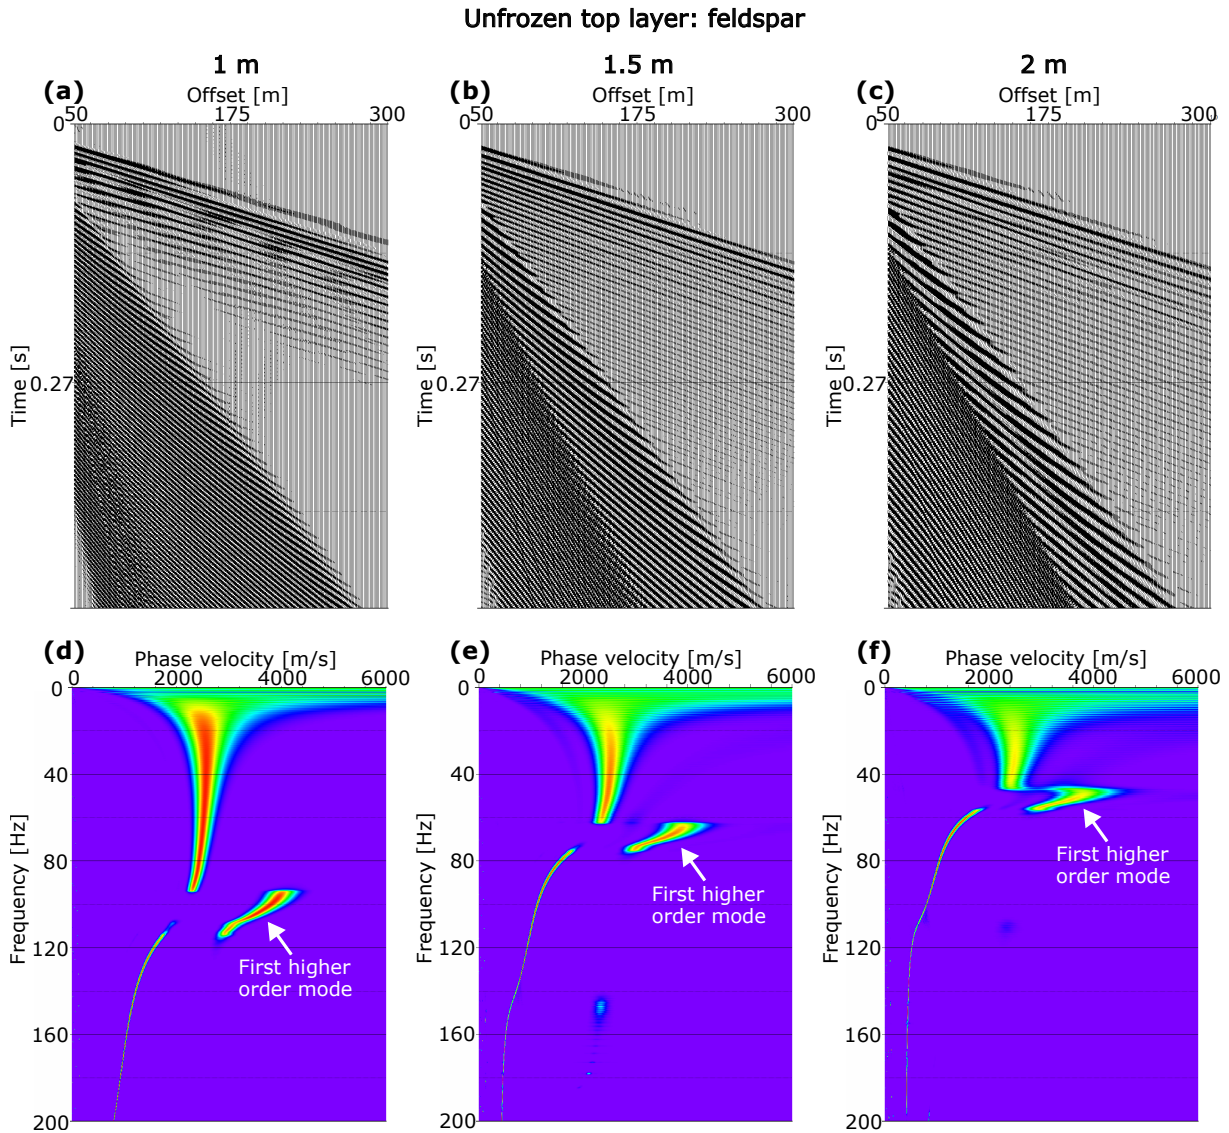 Unfrozen top layer: feldspar
1 m 1.5 m 2 m
(a) Offset [m] (b) Offset [m] (c) Offset [m]
50 175 300 50 175 300 50 175 300
0 0 0
Time [s] Time [s] Time [s]
0.27 0.27 0.27
(d) (e) (f)
Phase velocity [m/s] Phase velocity [m/s] Phase velocity [m/s]
0 2000 4000 6000 0 2000 4000 6000 0 2000 4000 6000
0 0 0
40 40 40
80 80 80
120 120 120
160 160 160
200 200 200
Frequency [Hz] Frequency [Hz] Frequency [Hz]
First higher
order mode
First higher
order mode
First higher
order mode